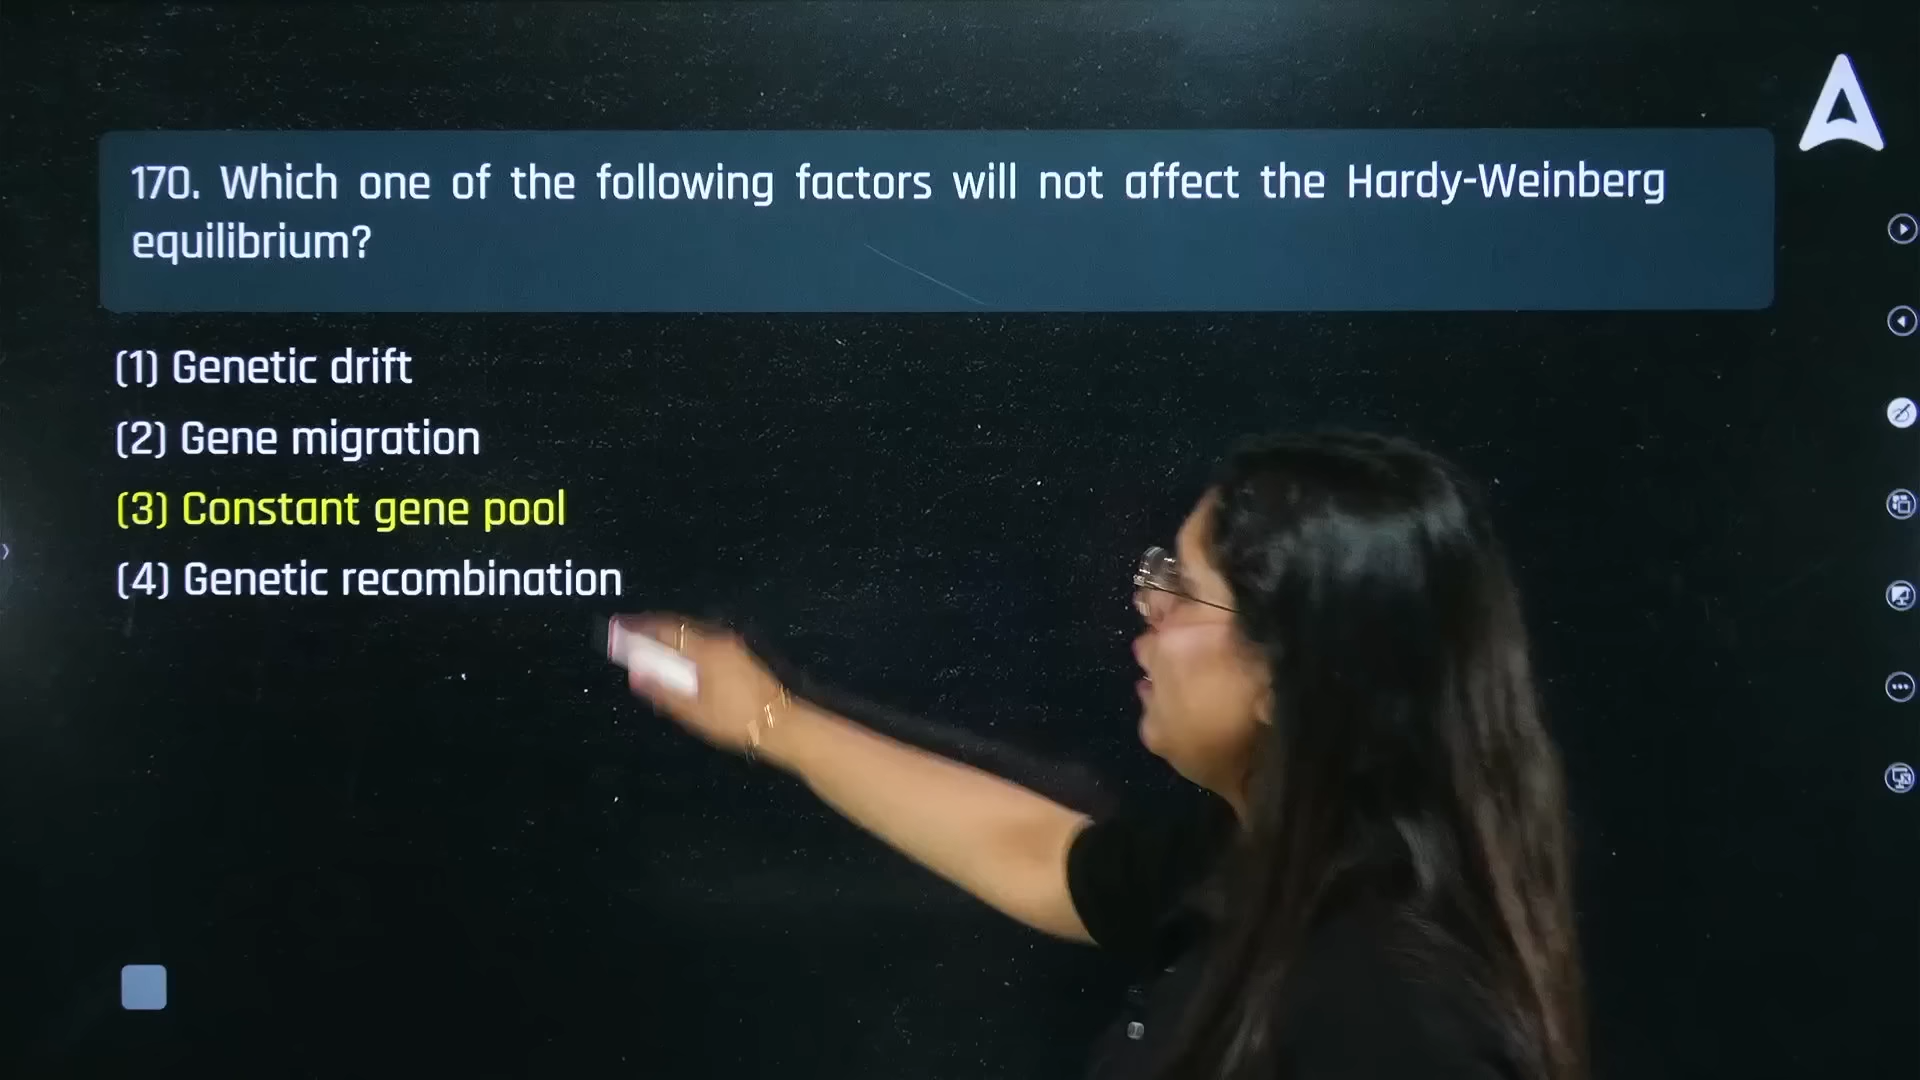 170. Which one of the following factors will not affect the Hardy-Weinberg
equilibrium?
(1) Genetic drift
(2) Gene migration
(3) Constant gene pool
(4) Genetic recombination